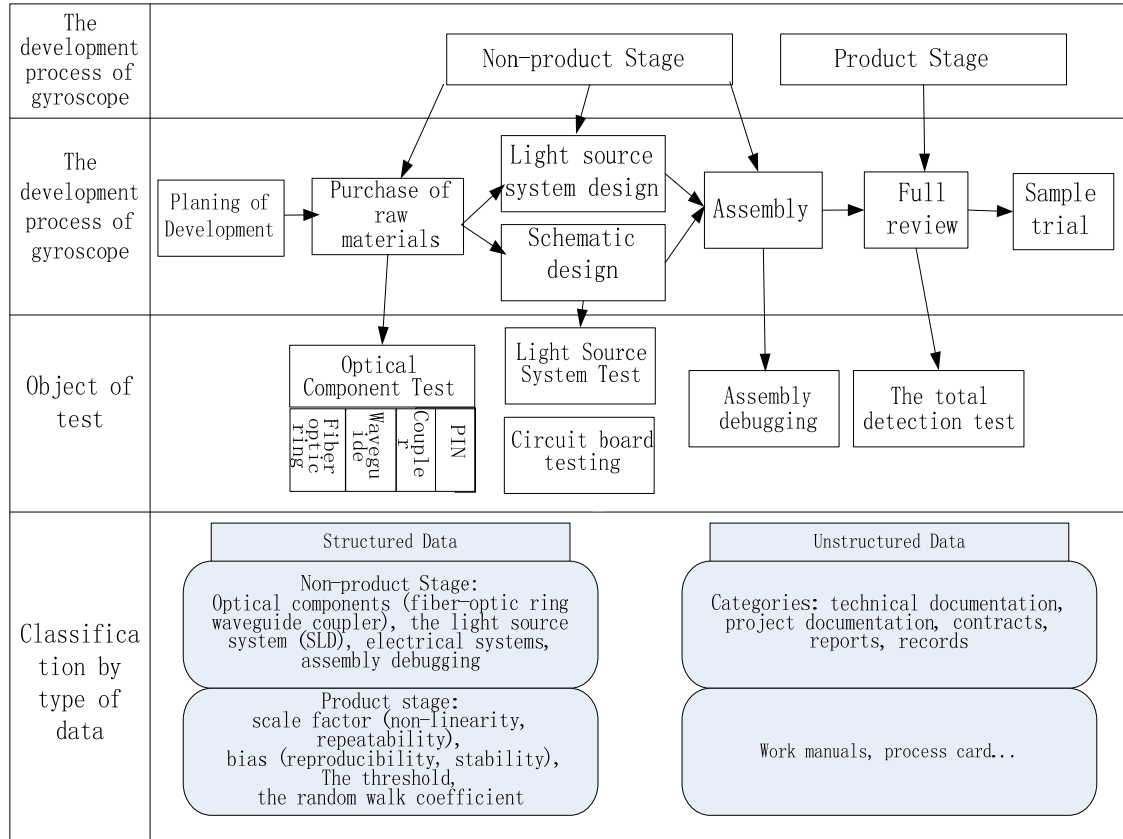 The
development
process of
gyroscope
Non-product Stage
Product Stage
The
development
process of
gyroscope
Planing of
Development
Purchase of
raw
materials
Light source
system design
Schematic
design
Assembly
Full
review
Sample
trial
Object of
test
Optical
Component Test
Fiber
optic
ring
Wavegu
ide
Couple
r
PIN
Light Source
System Test
Circuit board
testing
Assembly
debugging
The total
detection test
Classifica
tion by
type of
data
Structured Data
Non-product Stage:
Optical components (fiber-optic ring
waveguide coupler), the light source
system (SLD), electrical systems,
assembly debugging
Product stage:
scale factor (non-linearity,
repeatability),
bias (reproducibility, stability),
The threshold,
the random walk coefficient
Unstructured Data
Categories: technical documentation,
project documentation, contracts,
reports, records
Work manuals, process card...